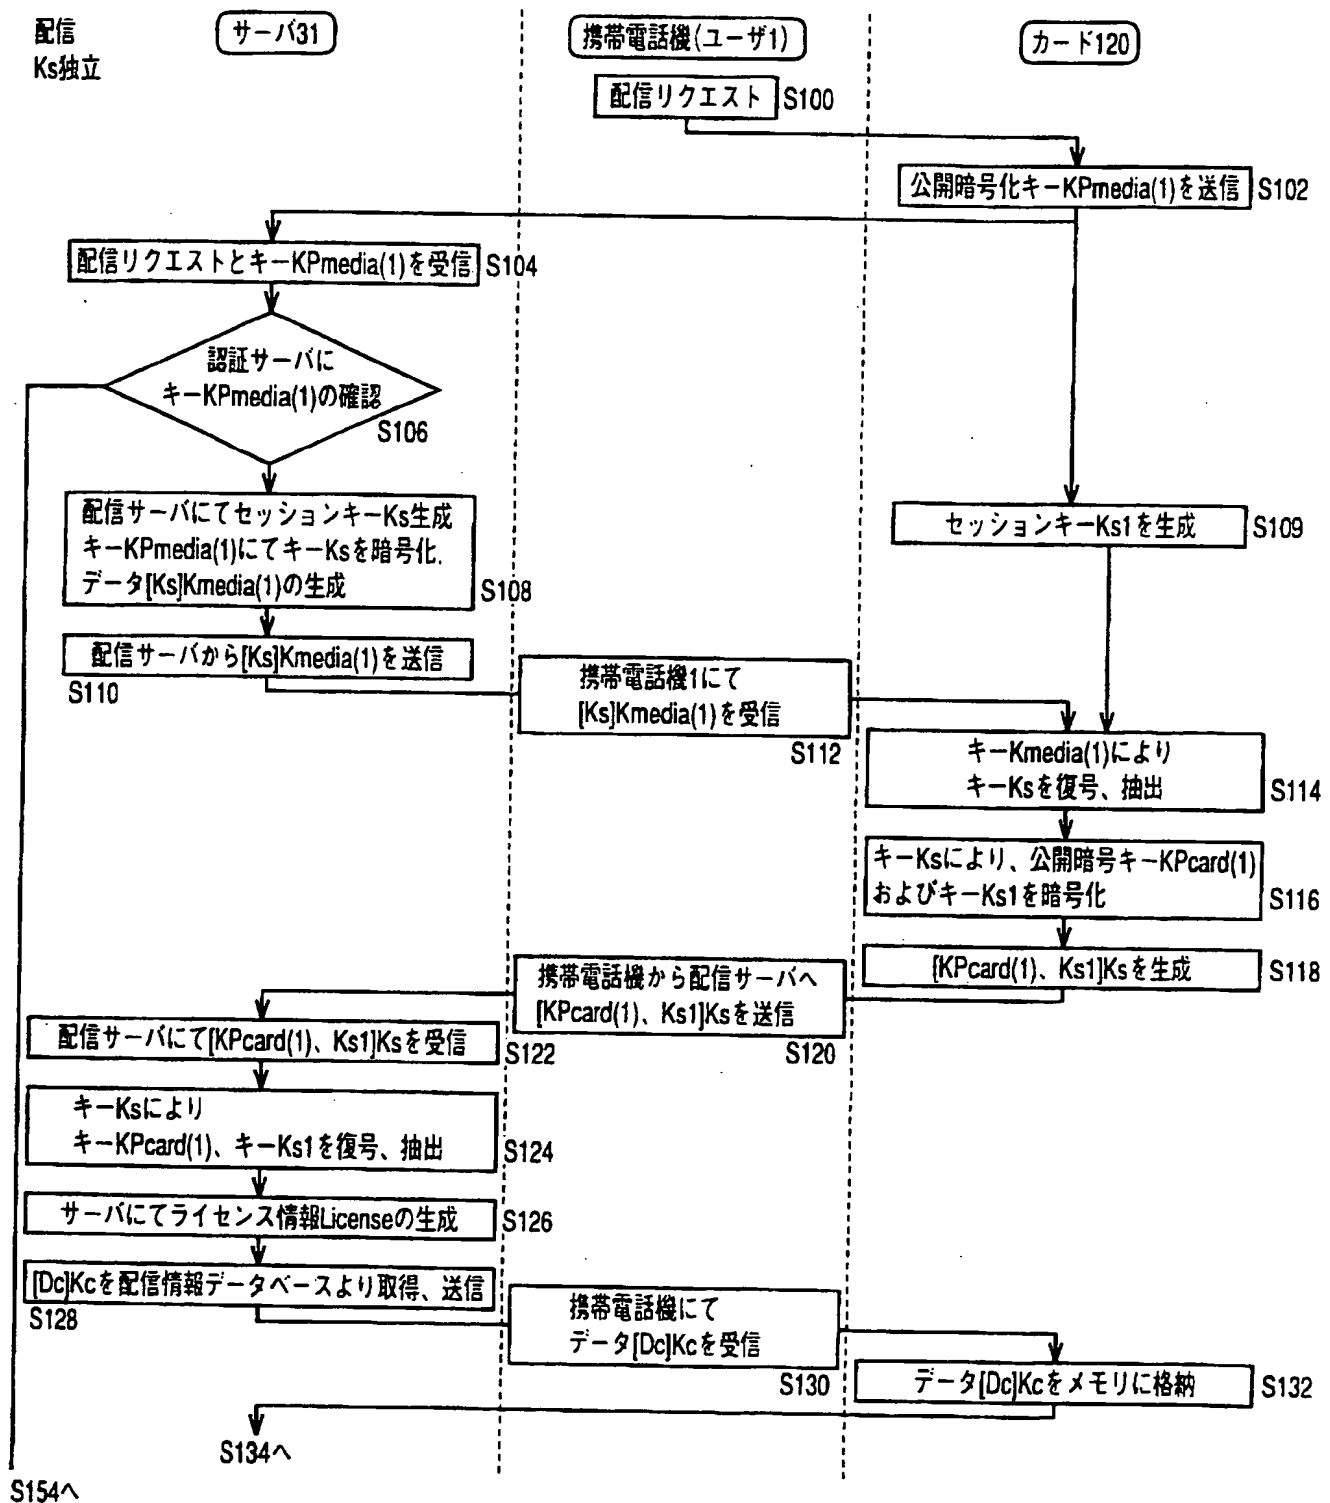 配信
Ks独立
サーバ31
携帯電話機(ユーザ1)
カード120
配信リクエスト
S100
公開暗号化キーKPmedia(1)を送信
S102
配信リクエストとキーKPmedia(1)を受信
S104
認証サーバに
キーKPmedia(1)の確認
S106
配信サーバにてセッションキーKs生成
キーKPmedia(1)にてキーKsを暗号化.
データ[Ks]Kmedia(1)の生成
S108
セッションキーKs1を生成
S109
配信サーバから[Ks]Kmedia(1)を送信
S110
携帯電話機1にて
[Ks]Kmedia(1)を受信
S112
キーKmedia(1)により
キーKsを復号、抽出
S114
キーKsにより、公開暗号キーKPcard(1)
およびキーKs1を暗号化
S116
[KPcard(1)、Ks1]Ksを生成
S118
携帯電話機から配信サーバへ
[KPcard(1)、Ks1]Ksを送信
S120
配信サーバにて[KPcard(1)、Ks1]Ksを受信
S122
キーKsにより
キーKPcard(1)、キーKs1を復号、抽出
S124
サーバにてライセンス情報Licenseの生成
S126
[Dc]Kcを配信情報データベースより取得、送信
S128
携帯電話機にて
データ[Dc]Kcを受信
S130
データ[Dc]Kcをメモリに格納
S132
S134へ
S154へ